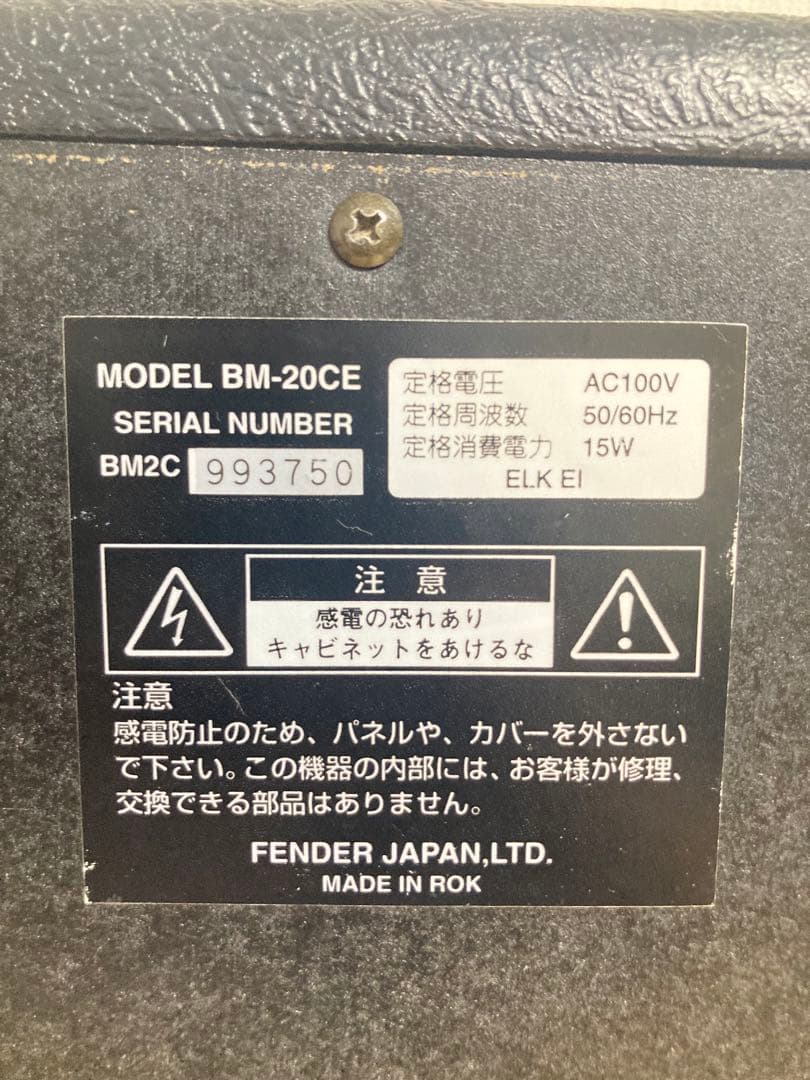 MODEL BM-20CE
SERIAL NUMBER
BM2C 993750
定格電圧 AC100V
定格周波数 50/60Hz
定格消費電力 15W
ELK EI
注 意
感電の恐れあり
キャビネットをあけるな
注意
感電防止のため、パネルや、カバーを外さない
で下さい。この機器の内部には、お客様が修理、
交換できる部品はありません。
FENDER JAPAN,LTD.
MADE IN ROK